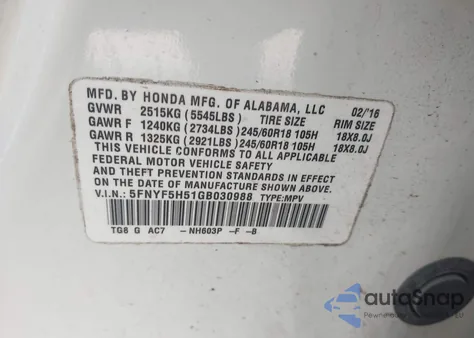 MFD. BY HONDA MFG. OF ALABAMA, LLC 02/'16
GVWR 2515KG (5545LBS) TIRE SIZE RIM SIZE
GAWR F 1240KG (2734LBS) 245/60R18 105H 18X8.0J
GAWR R 1325KG (2921LBS) 245/60R18 105H 18X8.0J
THIS VEHICLE CONFORMS TO ALL APPLICABLE
FEDERAL MOTOR VEHICLE SAFETY
AND THEFT PREVENTION STANDARDS IN EFFECT
ON THE DATE OF MANUFACTURE SHOWN ABOVE.
V.I.N.: 5FNYF5H51GB030988 TYPE:MPV
TG8 G AC7 - NH603P -F -B
autoSnap